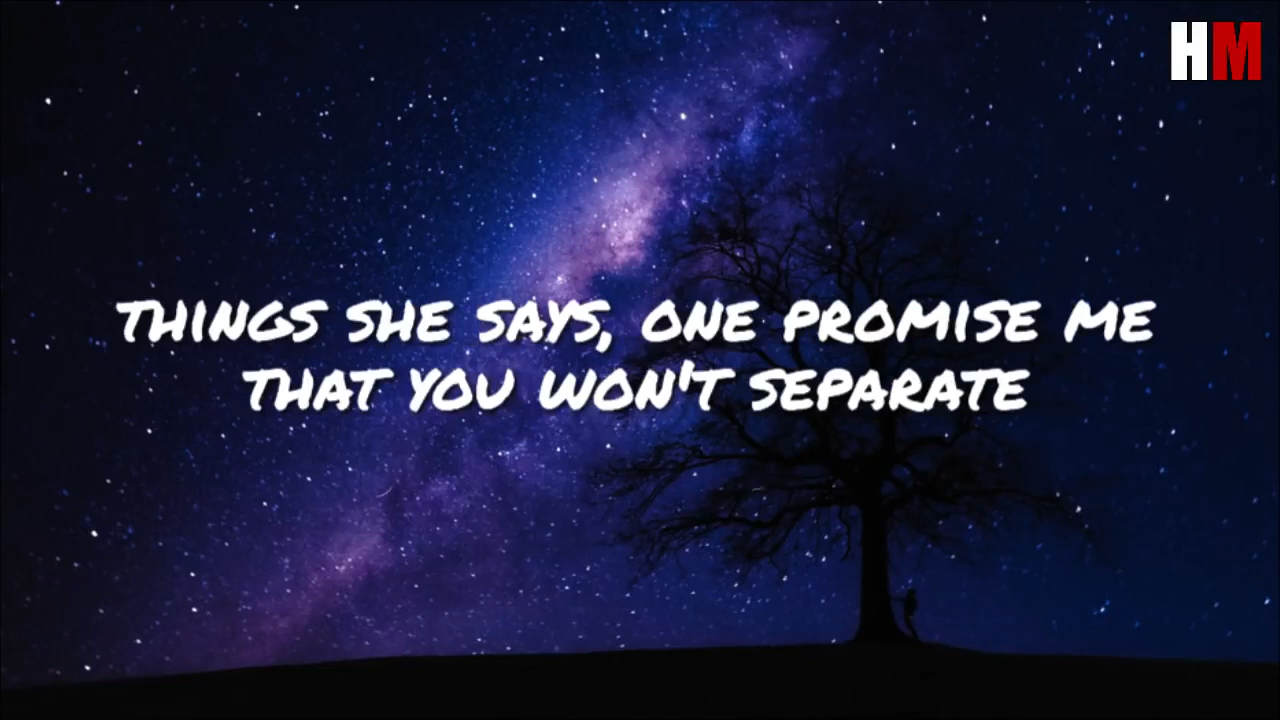 HM
THINGS SHE SAYS, ONE PROMISE ME
THAT YOU WON'T SEPARATE